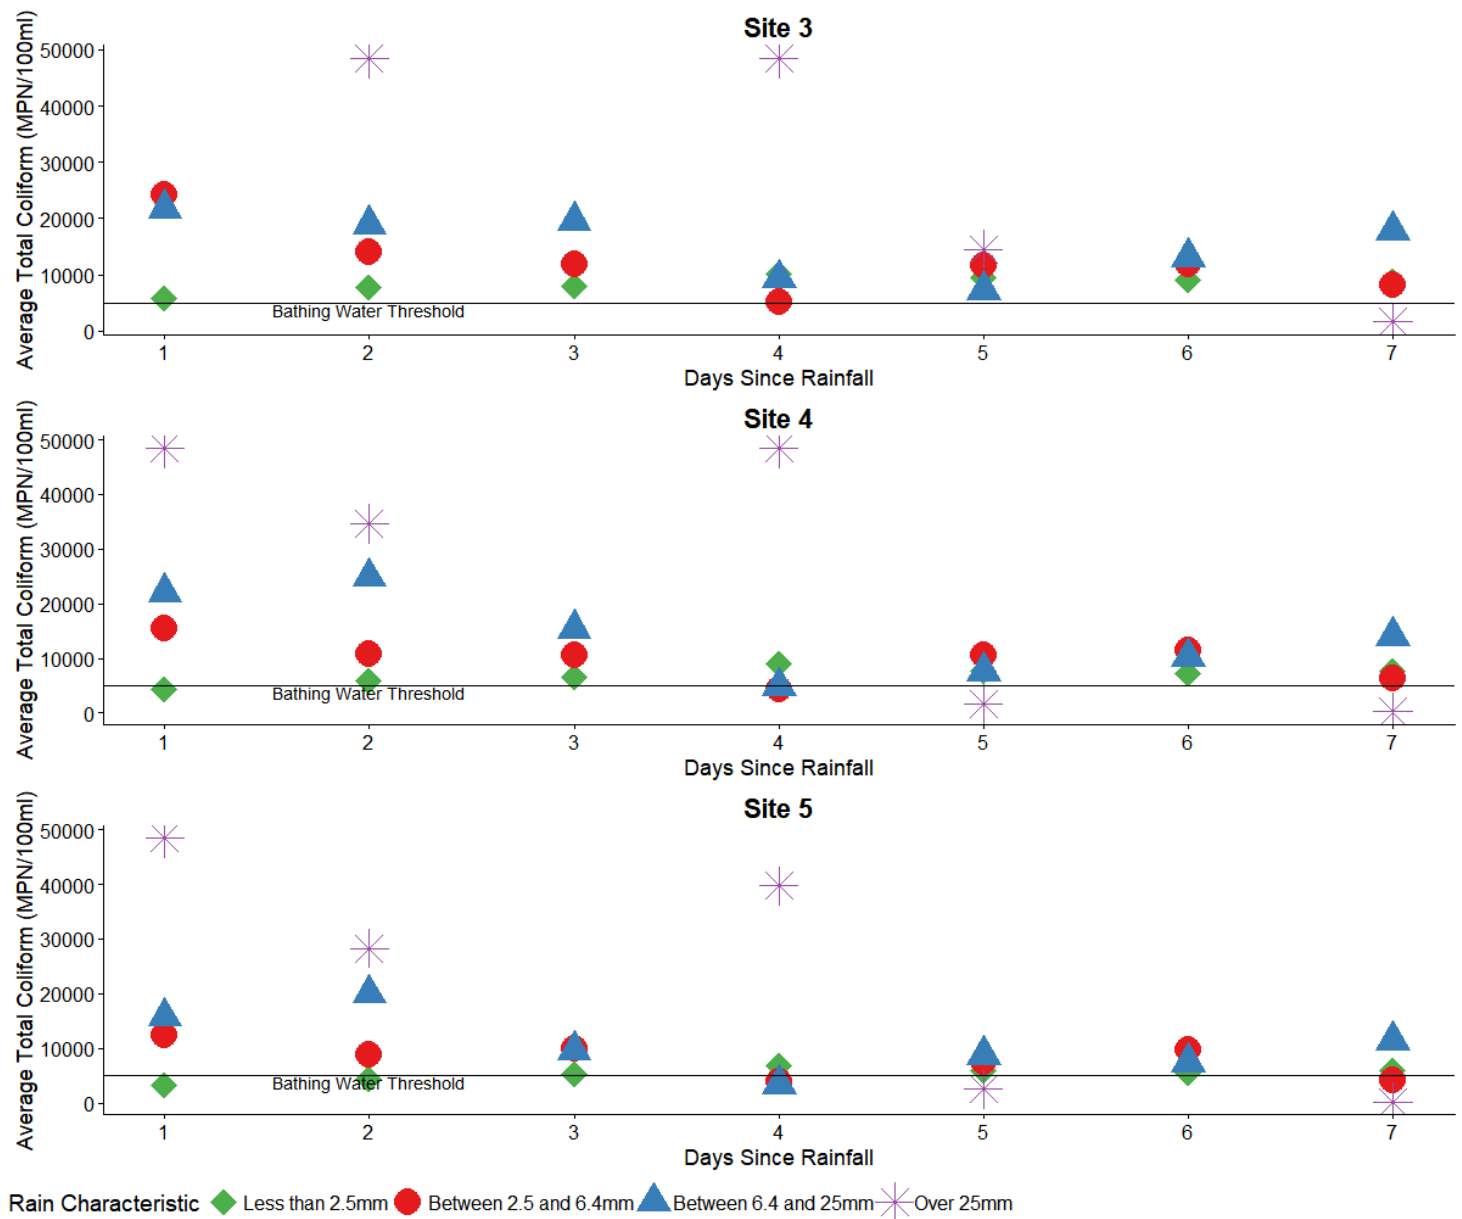 Site 3
Average Total Coliform (MPN/100ml)
50000
40000
30000
20000
10000
0
Bathing Water Threshold
1 2 3 4 5 6 7
Days Since Rainfall
Site 4
Average Total Coliform (MPN/100ml)
50000
40000
30000
20000
10000
0
Bathing Water Threshold
1 2 3 4 5 6 7
Days Since Rainfall
Site 5
Average Total Coliform (MPN/100ml)
50000
40000
30000
20000
10000
0
Bathing Water Threshold
1 2 3 4 5 6 7
Days Since Rainfall
Rain Characteristic Less than 2.5mm Between 2.5 and 6.4mm Between 6.4 and 25mm Over 25mm